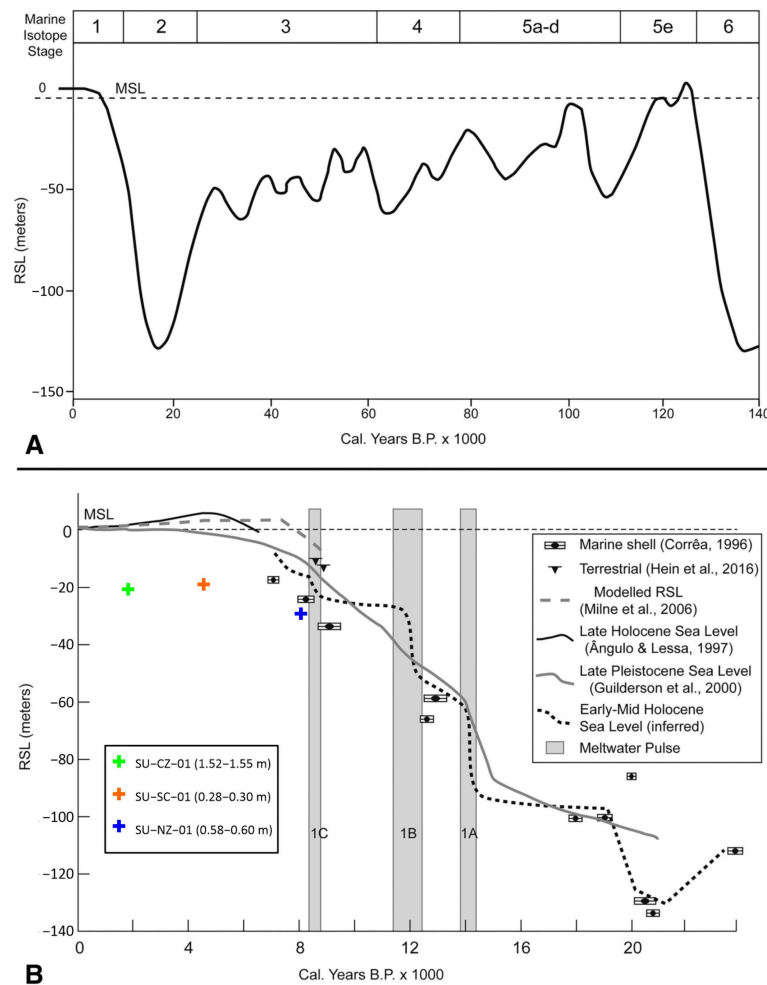 Marine
Isotope
Stage
1 2 3 4 5a-d 5e 6
0 MSL
−50
−100
−150
RSL (meters)
0 20 40 60 80 100 120 140
Cal. Years B.P. x 1000
A
MSL
0
−20
−40
−60
−80
−100
−120
−140
RSL (meters)
Marine shell (Corrêa, 1996)
Terrestrial (Hein et al., 2016)
Modelled RSL
(Milne et al., 2006)
Late Holocene Sea Level
(Ângulo & Lessa, 1997)
Late Pleistocene Sea Level
(Guilderson et al., 2000)
Early-Mid Holocene
Sea Level (inferred)
Meltwater Pulse
SU-CZ-01 (1.52–1.55 m)
SU-SC-01 (0.28–0.30 m)
SU-NZ-01 (0.58–0.60 m)
1C 1B 1A
0 4 8 12 16 20
Cal. Years B.P. x 1000
B